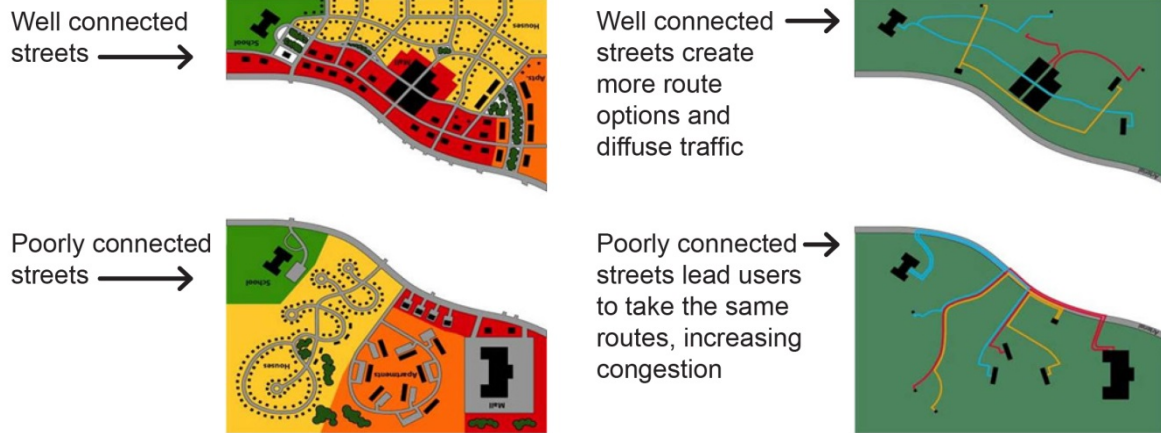 Well connected
streets
School
Houses
Mall
Apts.
Well connected
streets create
more route
options and
diffuse traffic
Poorly connected
streets
School
Houses
Apartments
Mall
Poorly connected
streets lead users
to take the same
routes, increasing
congestion